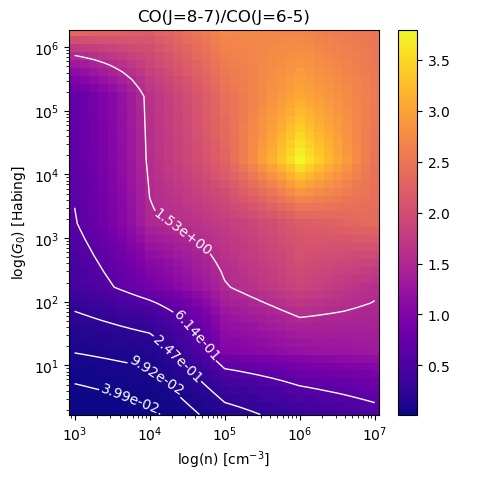 CO(J=8-7)/CO(J=6-5)
log(G₀) [Habing]
10⁶
10⁵
10⁴
10³
10²
10¹
1.53e+00
6.14e-01
2.47e-01
9.92e-02
3.99e-02
3.5
3.0
2.5
2.0
1.5
1.0
0.5
10³ 10⁴ 10⁵ 10⁶ 10⁷
log(n) [cm⁻³]